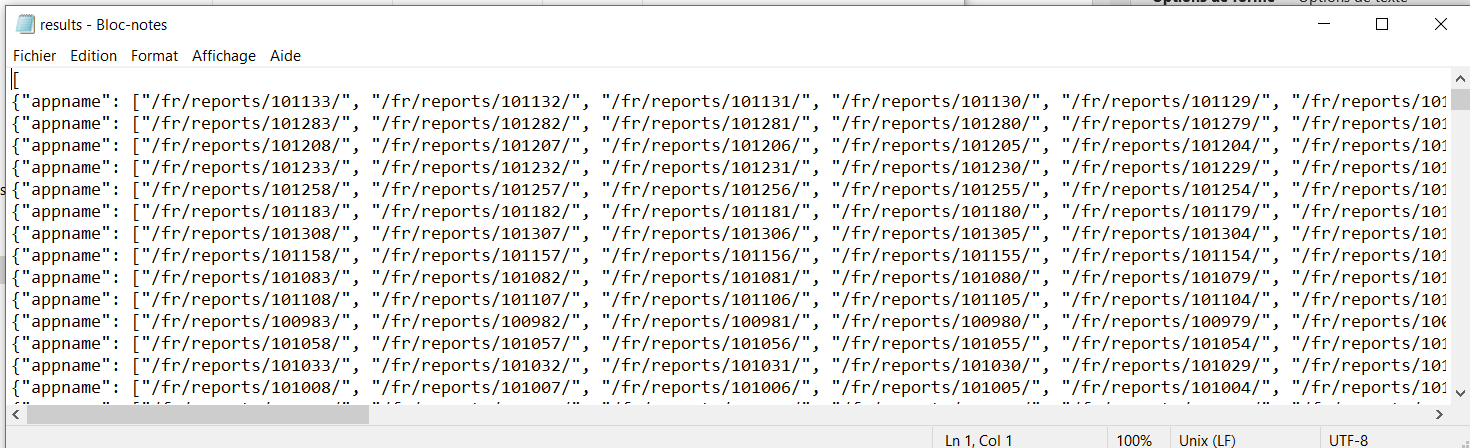 Options de forme Options de texte
results - Bloc-notes
Fichier Edition Format Affichage Aide
[
{"appname": ["/fr/reports/101133/", "/fr/reports/101132/", "/fr/reports/101131/", "/fr/reports/101130/", "/fr/reports/101129/", "/fr/reports/101
{"appname": ["/fr/reports/101283/", "/fr/reports/101282/", "/fr/reports/101281/", "/fr/reports/101280/", "/fr/reports/101279/", "/fr/reports/101
{"appname": ["/fr/reports/101208/", "/fr/reports/101207/", "/fr/reports/101206/", "/fr/reports/101205/", "/fr/reports/101204/", "/fr/reports/101
{"appname": ["/fr/reports/101233/", "/fr/reports/101232/", "/fr/reports/101231/", "/fr/reports/101230/", "/fr/reports/101229/", "/fr/reports/101
{"appname": ["/fr/reports/101258/", "/fr/reports/101257/", "/fr/reports/101256/", "/fr/reports/101255/", "/fr/reports/101254/", "/fr/reports/101
{"appname": ["/fr/reports/101183/", "/fr/reports/101182/", "/fr/reports/101181/", "/fr/reports/101180/", "/fr/reports/101179/", "/fr/reports/101
{"appname": ["/fr/reports/101308/", "/fr/reports/101307/", "/fr/reports/101306/", "/fr/reports/101305/", "/fr/reports/101304/", "/fr/reports/101
{"appname": ["/fr/reports/101158/", "/fr/reports/101157/", "/fr/reports/101156/", "/fr/reports/101155/", "/fr/reports/101154/", "/fr/reports/101
{"appname": ["/fr/reports/101083/", "/fr/reports/101082/", "/fr/reports/101081/", "/fr/reports/101080/", "/fr/reports/101079/", "/fr/reports/101
{"appname": ["/fr/reports/101108/", "/fr/reports/101107/", "/fr/reports/101106/", "/fr/reports/101105/", "/fr/reports/101104/", "/fr/reports/101
{"appname": ["/fr/reports/100983/", "/fr/reports/100982/", "/fr/reports/100981/", "/fr/reports/100980/", "/fr/reports/100979/", "/fr/reports/100
{"appname": ["/fr/reports/101058/", "/fr/reports/101057/", "/fr/reports/101056/", "/fr/reports/101055/", "/fr/reports/101054/", "/fr/reports/101
{"appname": ["/fr/reports/101033/", "/fr/reports/101032/", "/fr/reports/101031/", "/fr/reports/101030/", "/fr/reports/101029/", "/fr/reports/101
{"appname": ["/fr/reports/101008/", "/fr/reports/101007/", "/fr/reports/101006/", "/fr/reports/101005/", "/fr/reports/101004/", "/fr/reports/101
Ln 1, Col 1 100% Unix (LF) UTF-8